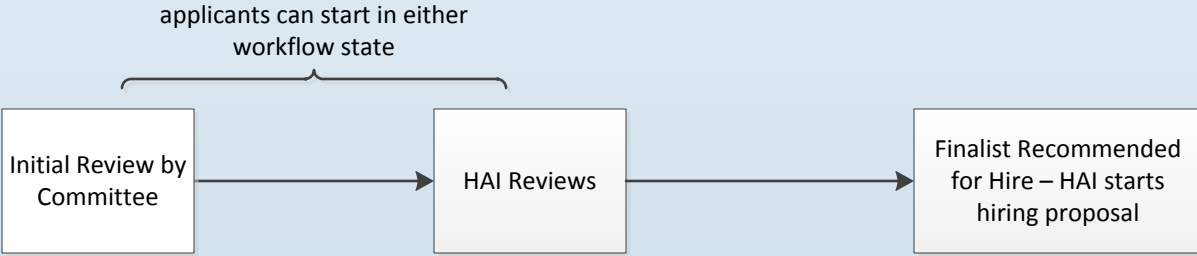 applicants can start in either
workflow state
Initial Review by
Committee
HAI Reviews
Finalist Recommended
for Hire – HAI starts
hiring proposal